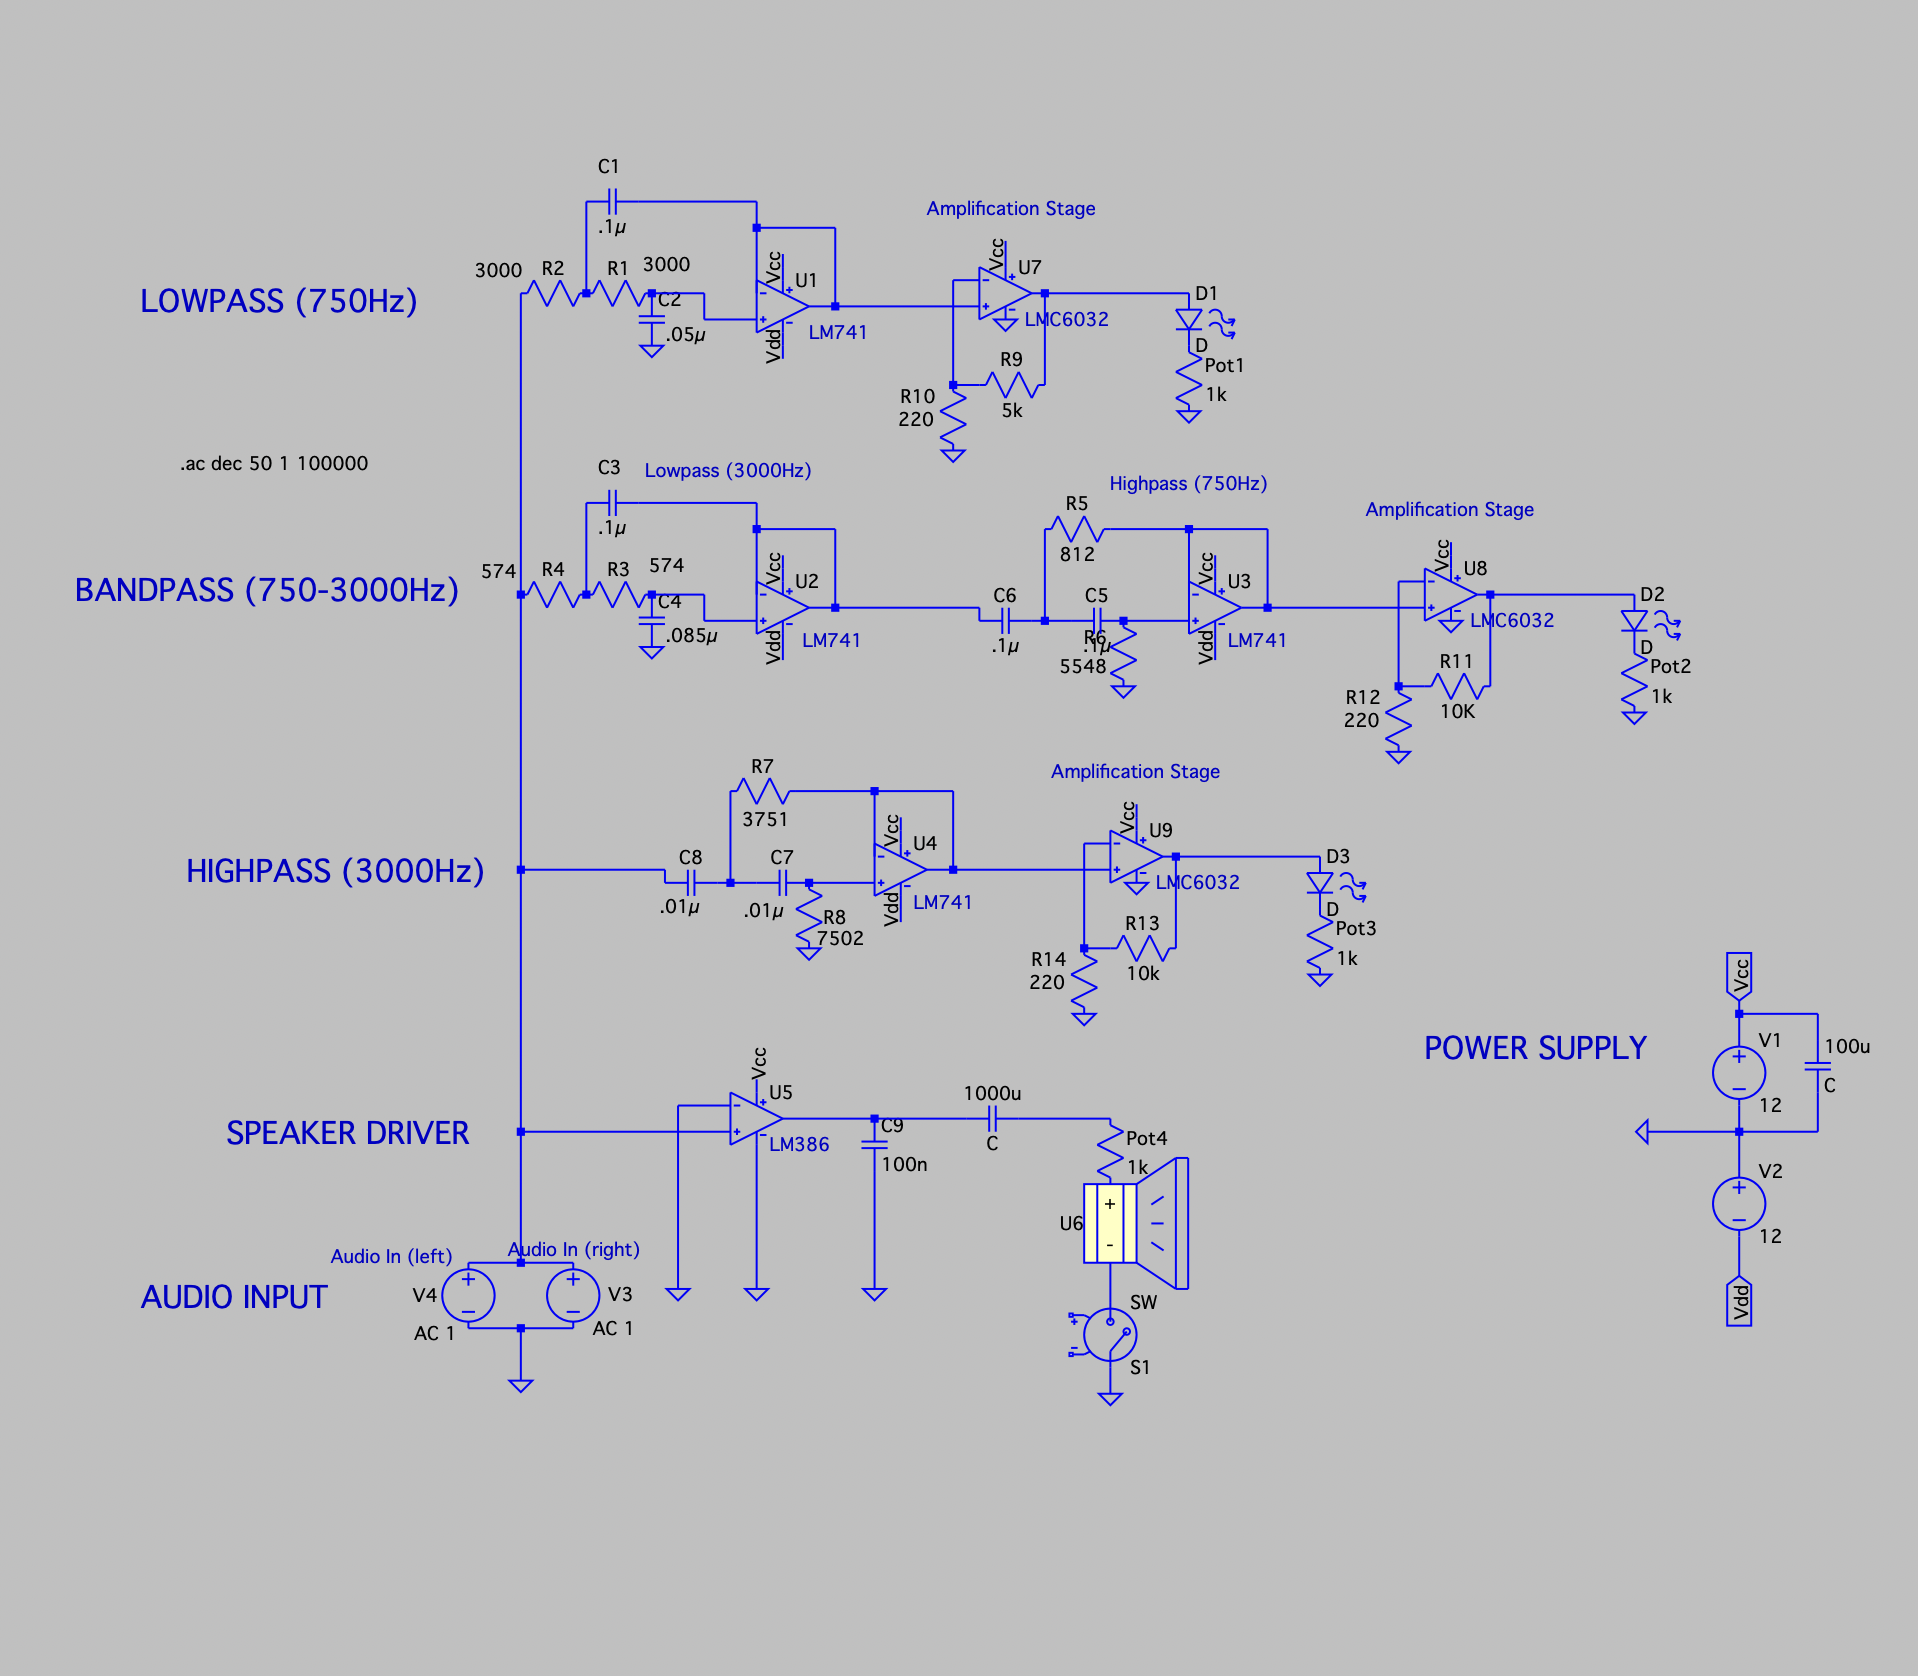 C1
.1µ
Amplification Stage
3000
R2
R1
3000
LOWPASS (750Hz)
C2
.05µ
Vcc
U1
Vdd
LM741
Vcc
U7
LMC6032
D1
D
Pot1
1k
R9
5k
R10
220
.ac dec 50 1 100000
C3
Lowpass (3000Hz)
.1µ
Highpass (750Hz)
R5
812
Amplification Stage
574
R4
R3
574
BANDPASS (750-3000Hz)
C4
.085µ
Vcc
U2
Vdd
LM741
C6
.1µ
C5
.1µ
R6
5548
Vcc
U3
Vdd
LM741
Vcc
U8
LMC6032
D2
D
Pot2
1k
R11
10K
R12
220
R7
3751
Amplification Stage
HIGHPASS (3000Hz)
C8
.01µ
C7
.01µ
R8
7502
Vcc
U4
Vdd
LM741
Vcc
U9
LMC6032
D3
D
Pot3
1k
R13
10k
R14
220
SPEAKER DRIVER
Vcc
U5
LM386
C9
100n
1000u
C
Pot4
1k
U6
+
-
SW
S1
POWER SUPPLY
Vcc
V1
12
100u
C
V2
12
Vdd
Audio In (left)
Audio In (right)
AUDIO INPUT
V4
AC 1
V3
AC 1